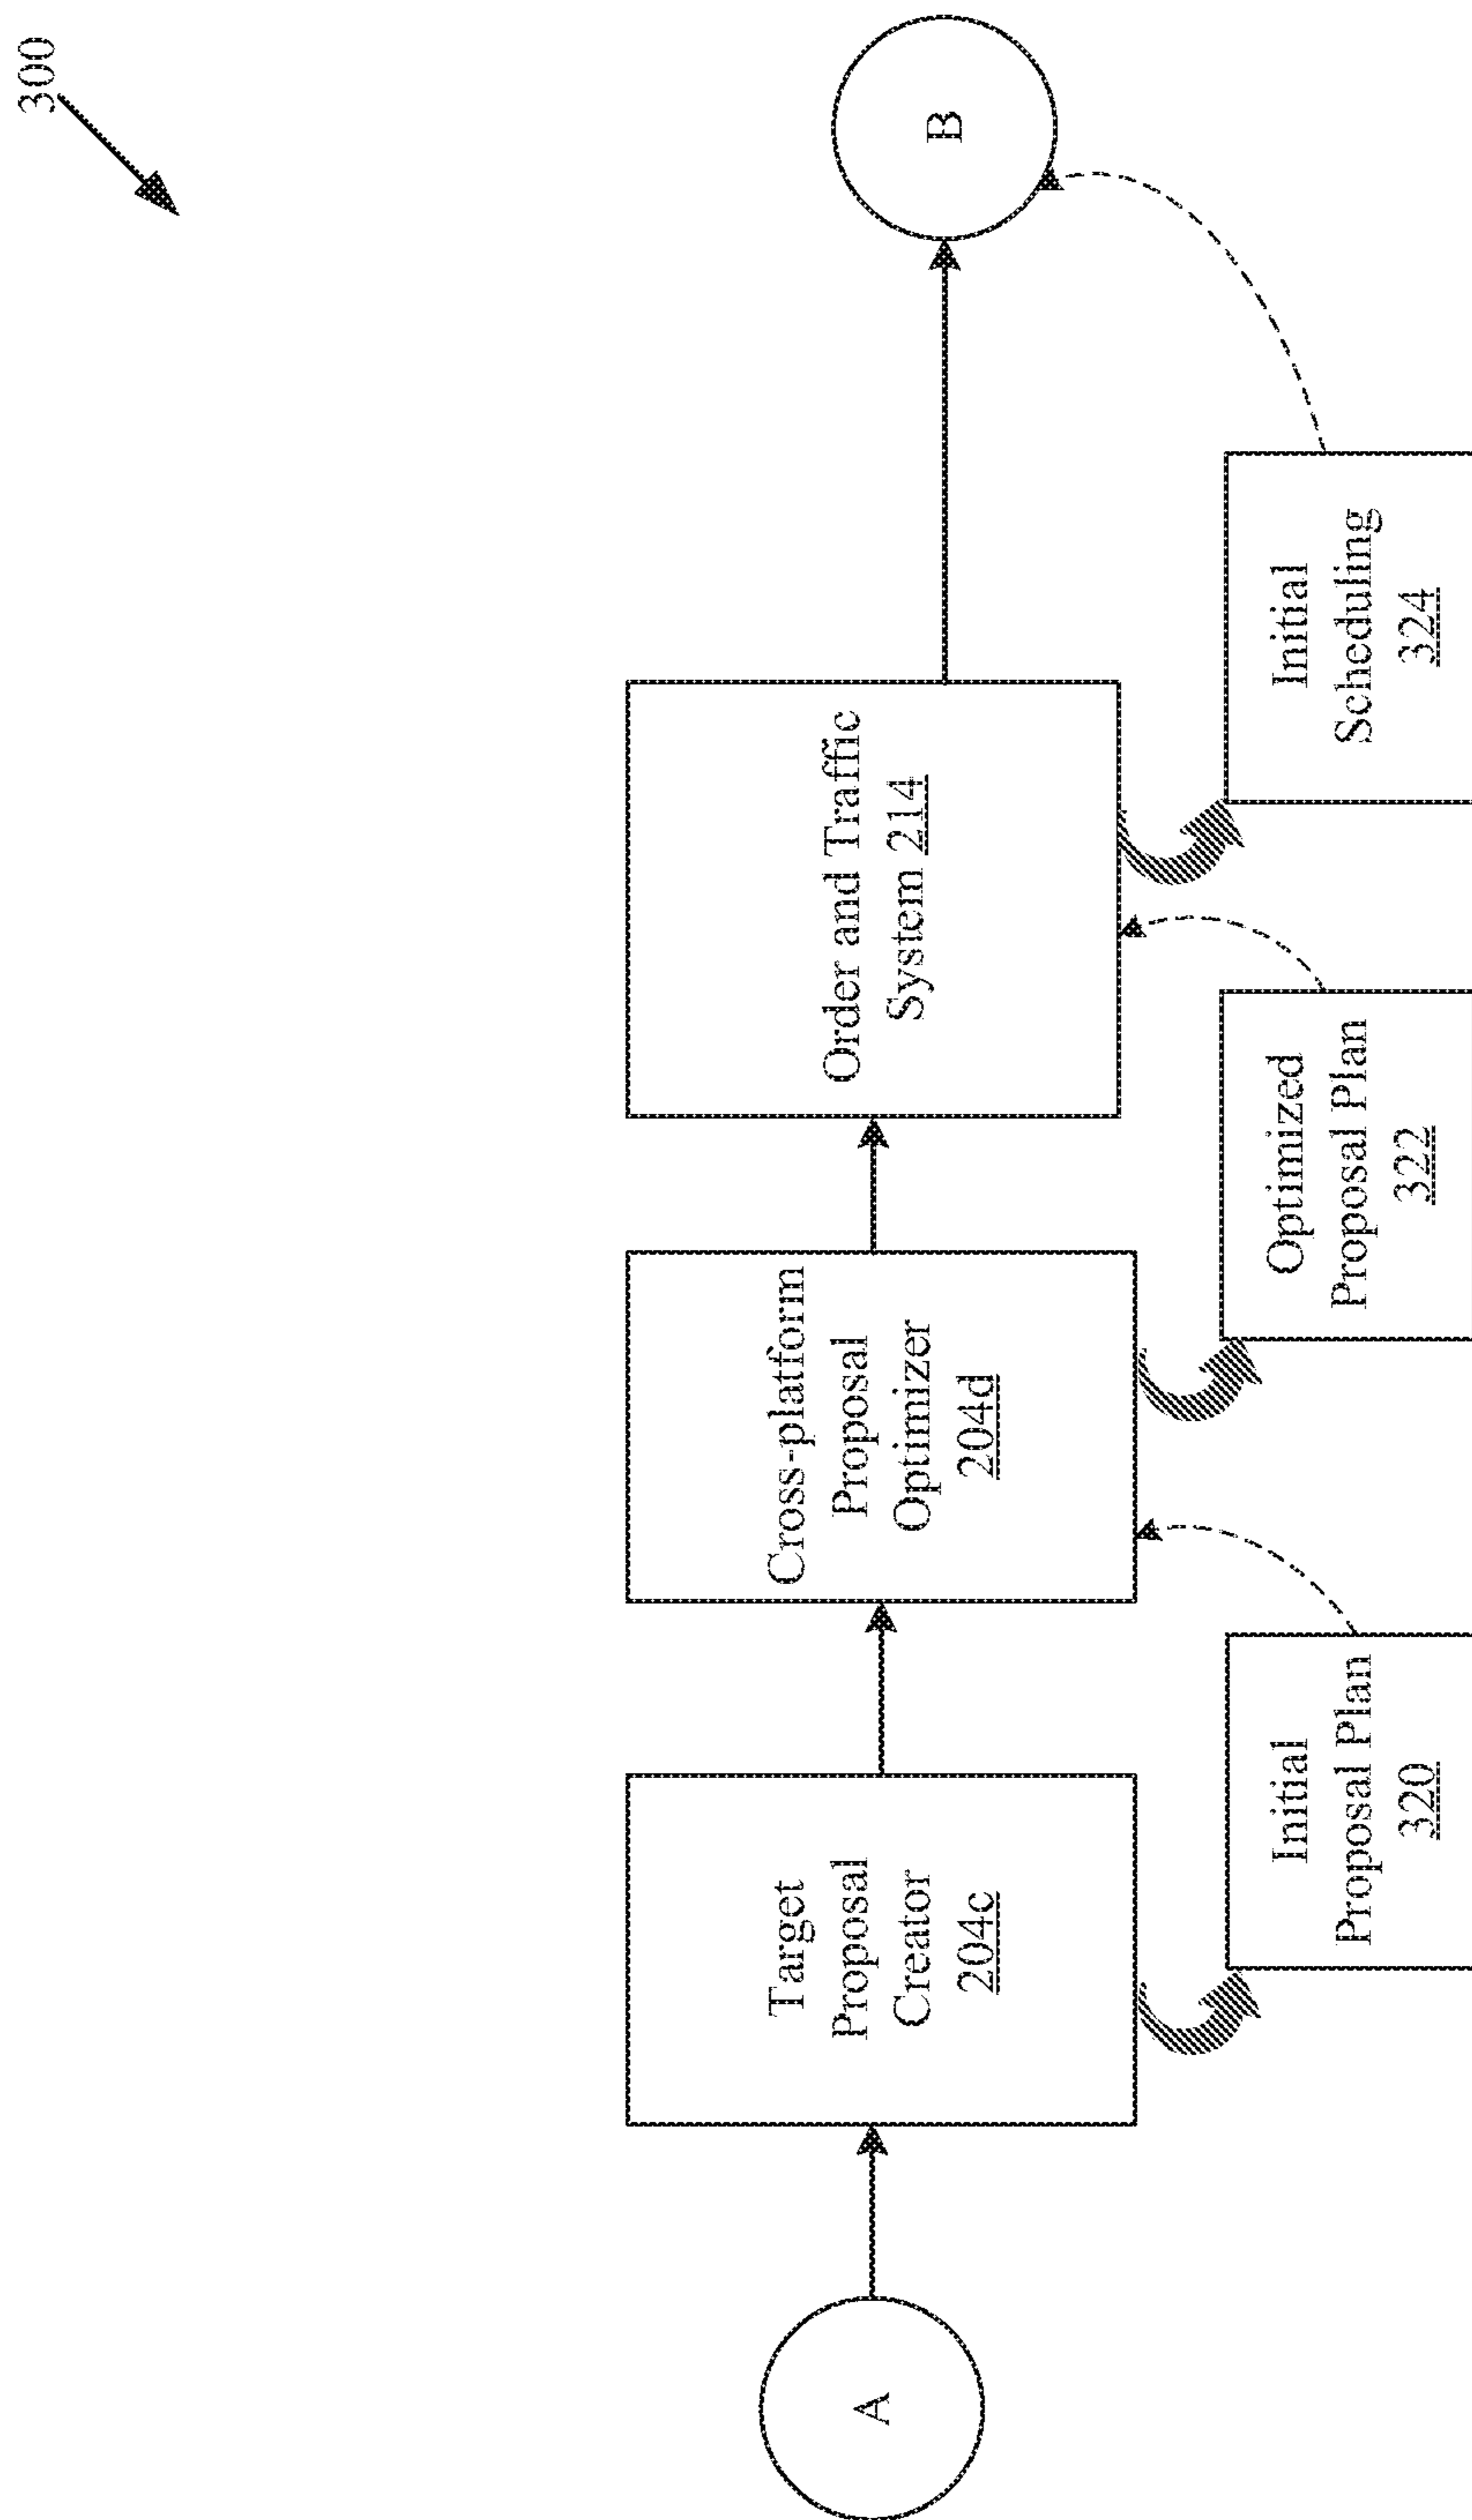 300
A
Target
Proposal
Creator
204c
Cross-platform
Proposal
Optimizer
204d
Order and Traffic
System 214
B
Initial
Proposal Plan
320
Optimized
Proposal Plan
322
Initial
Scheduling
324